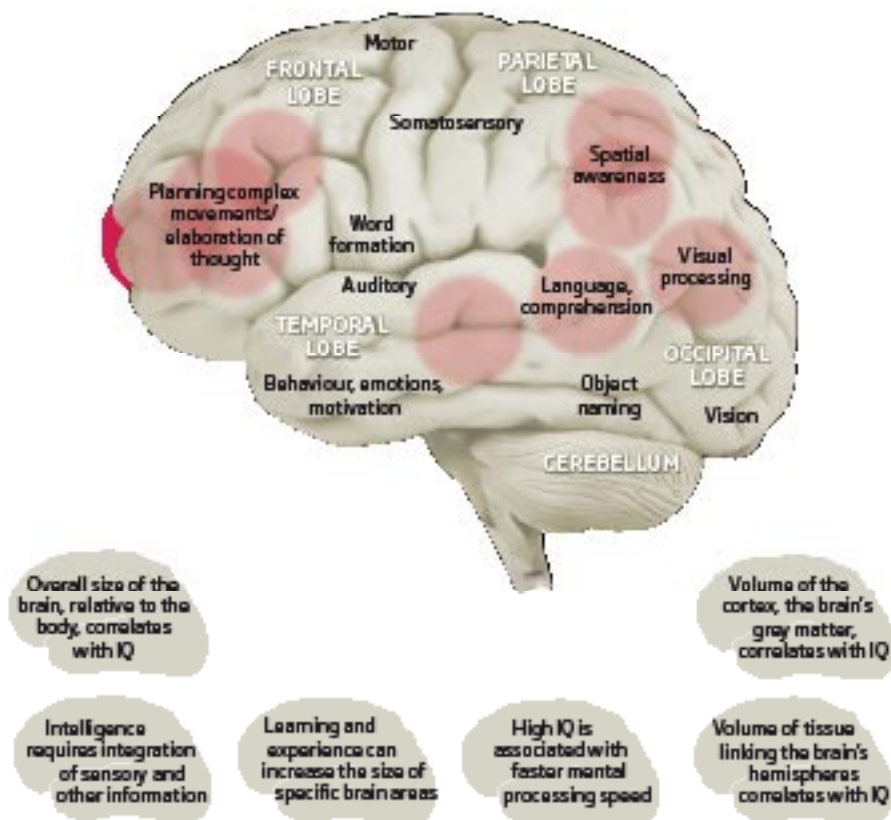 Motor
FRONTAL
LOBE
PARIETAL
LOBE
Somatosensory
Spatial
awareness
Planning complex
movements/
elaboration of
thought
Word
formation
Visual
processing
Auditory
Language,
comprehension
TEMPORAL
LOBE
OCCIPITAL
LOBE
Behaviour, emotions,
motivation
Object
naming
Vision
CEREBELLUM
Overall size of the
brain, relative to the
body, correlates
with IQ
Volume of the
cortex, the brain's
grey matter,
correlates with IQ
Intelligence
requires integration
of sensory and
other information
Learning and
experience can
increase the size of
specific brain areas
High IQ is
associated with
faster mental
processing speed
Volume of tissue
linking the brain's
hemispheres
correlates with IQ